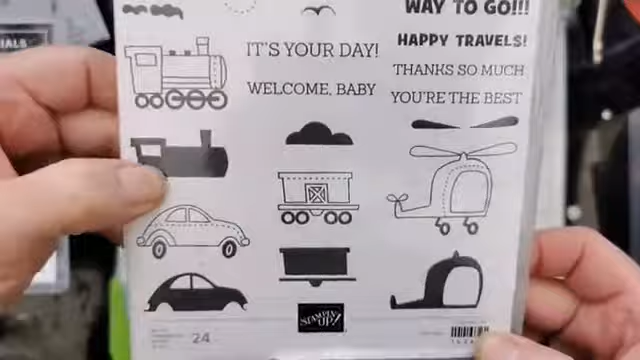 WAY TO GO!!!
IT'S YOUR DAY!
HAPPY TRAVELS!
THANKS SO MUCH
WELCOME, BABY
YOU'RE THE BEST
STAMPIN' UP!
24